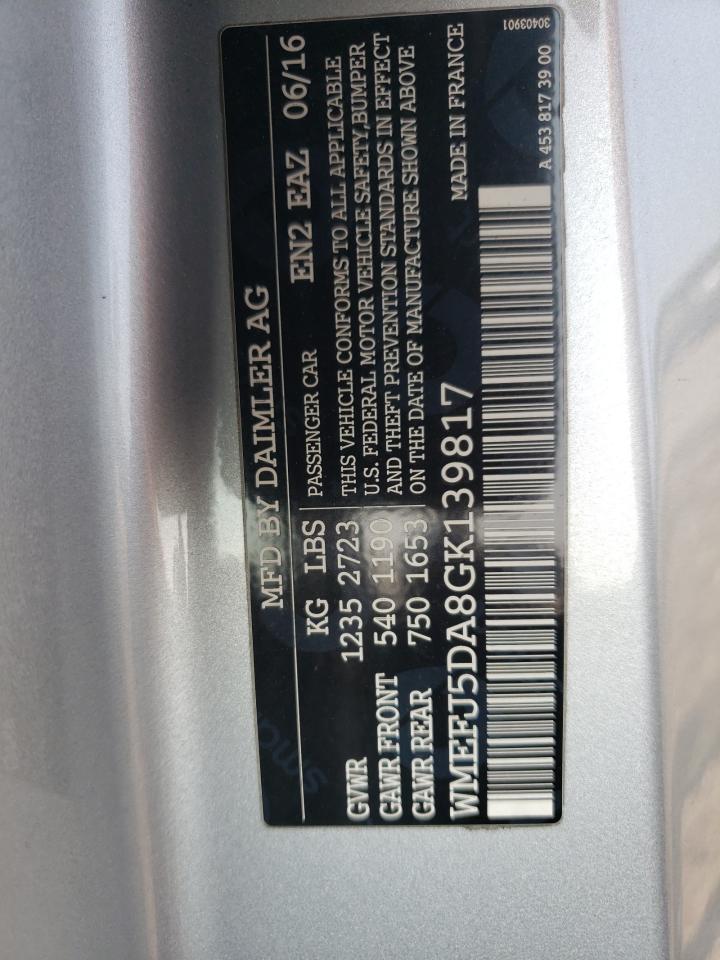 MFD BY DAIMLER AG
EN2 EAZ 06/16
KG LBS
GVWR 1235 2723
GAWR FRONT 540 1190
GAWR REAR 750 1653
PASSENGER CAR
THIS VEHICLE CONFORMS TO ALL APPLICABLE
U.S. FEDERAL MOTOR VEHICLE SAFETY,BUMPER
AND THEFT PREVENTION STANDARDS IN EFFECT
ON THE DATE OF MANUFACTURE SHOWN ABOVE
WMEFJ5DA8GK139817
MADE IN FRANCE
A 453 817 39 00
30403901